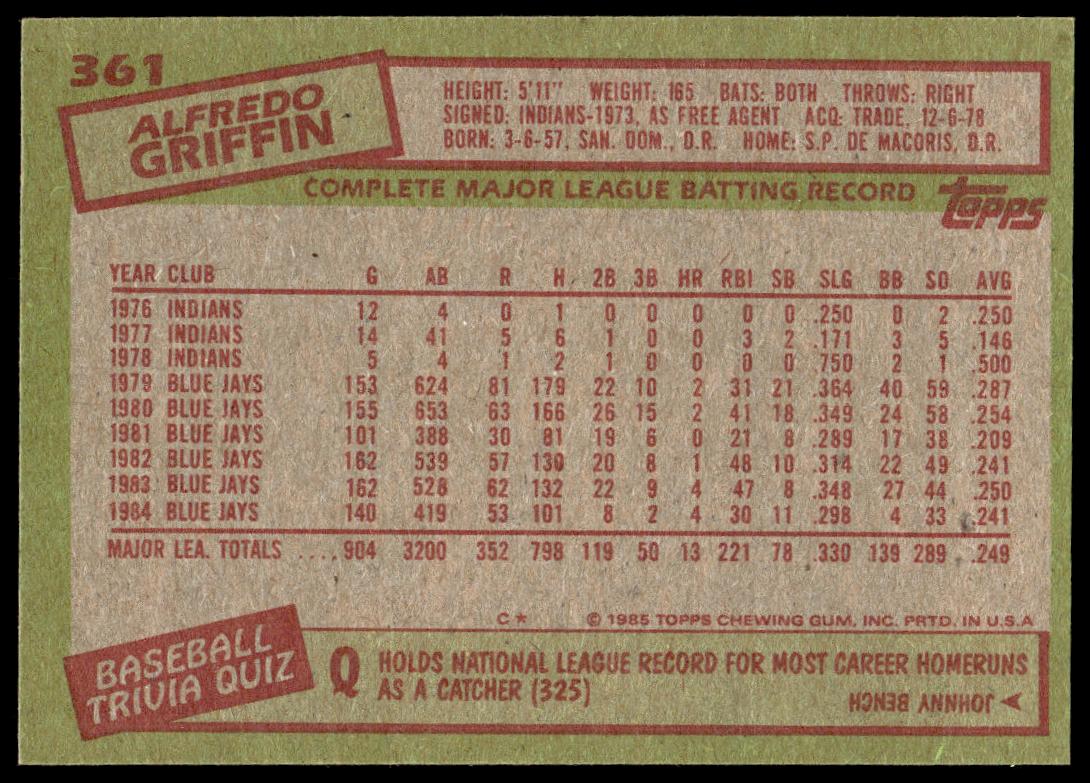 361
ALFREDO
GRIFFIN
HEIGHT: 5'11" WEIGHT: 165 BATS: BOTH THROWS: RIGHT
SIGNED: INDIANS-1973, AS FREE AGENT ACQ: TRADE, 12-6-78
BORN: 3-6-57, SAN. DOM., D.R. HOME: S.P. DE MACORIS, D.R.
COMPLETE MAJOR LEAGUE BATTING RECORD
topps
YEAR CLUB G AB R H 2B 3B HR RBI SB SLG BB SO AVG
1976 INDIANS 12 4 0 1 0 0 0 0 0 .250 0 2 .250
1977 INDIANS 14 41 5 6 1 0 0 3 2 .171 3 5 .146
1978 INDIANS 5 4 1 2 1 0 0 0 0 .750 2 1 .500
1979 BLUE JAYS 153 624 81 179 22 10 2 31 21 .364 40 59 .287
1980 BLUE JAYS 155 653 63 166 26 15 2 41 18 .349 24 58 .254
1981 BLUE JAYS 101 388 30 81 19 6 0 21 8 .289 17 38 .209
1982 BLUE JAYS 162 539 57 130 20 8 1 48 10 .314 22 49 .241
1983 BLUE JAYS 162 528 62 132 22 9 4 47 8 .348 27 44 .250
1984 BLUE JAYS 140 419 53 101 8 2 4 30 11 .298 4 33 .241
MAJOR LEA. TOTALS ....904 3200 352 798 119 50 13 221 78 .330 139 289 .249
C* © 1985 TOPPS CHEWING GUM, INC. PRTD. IN U.S.A
BASEBALL
TRIVIA QUIZ
Q HOLDS NATIONAL LEAGUE RECORD FOR MOST CAREER HOMERUNS
AS A CATCHER (325)
JOHNNY BENCH